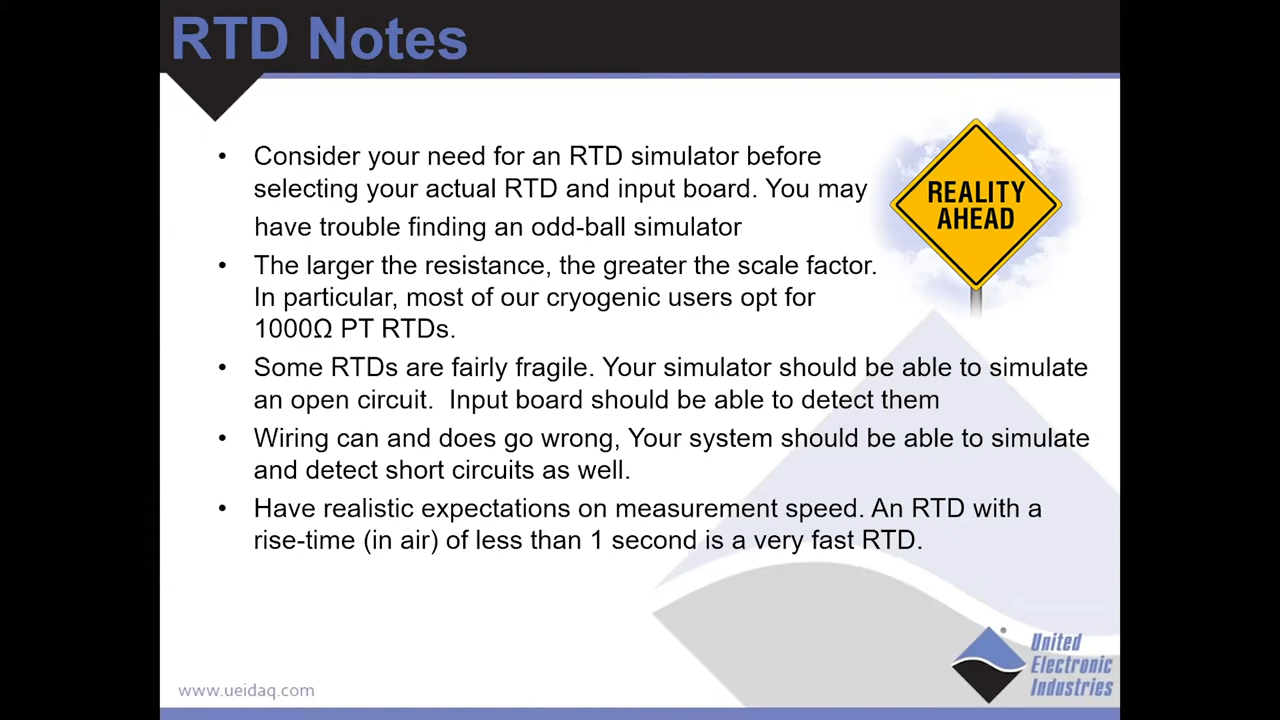 RTD Notes
• Consider your need for an RTD simulator before
selecting your actual RTD and input board. You may
have trouble finding an odd-ball simulator
• The larger the resistance, the greater the scale factor.
In particular, most of our cryogenic users opt for
1000Ω PT RTDs.
• Some RTDs are fairly fragile. Your simulator should be able to simulate
an open circuit.  Input board should be able to detect them
• Wiring can and does go wrong, Your system should be able to simulate
and detect short circuits as well.
• Have realistic expectations on measurement speed. An RTD with a
rise-time (in air) of less than 1 second is a very fast RTD.
REALITY
AHEAD
www.ueidaq.com
®
United
Electronic
Industries